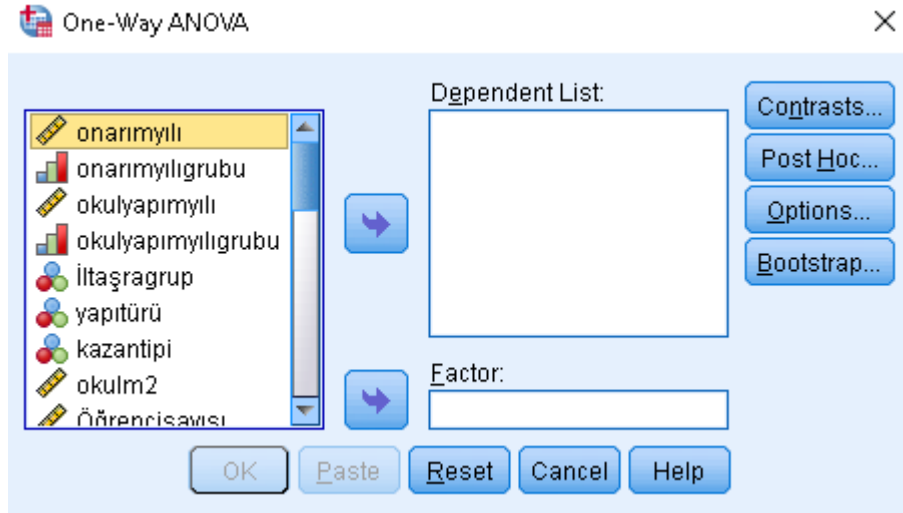 One-Way ANOVA
onarımyılı
onarımyılıgrubu
okulyapımyılı
okulyapımyılıgrubu
İltaşragrup
yapıtürü
kazantipi
okulm2
Öğrencisayısı
Dependent List:
Factor:
Contrasts...
Post Hoc...
Options...
Bootstrap...
OK
Paste
Reset
Cancel
Help